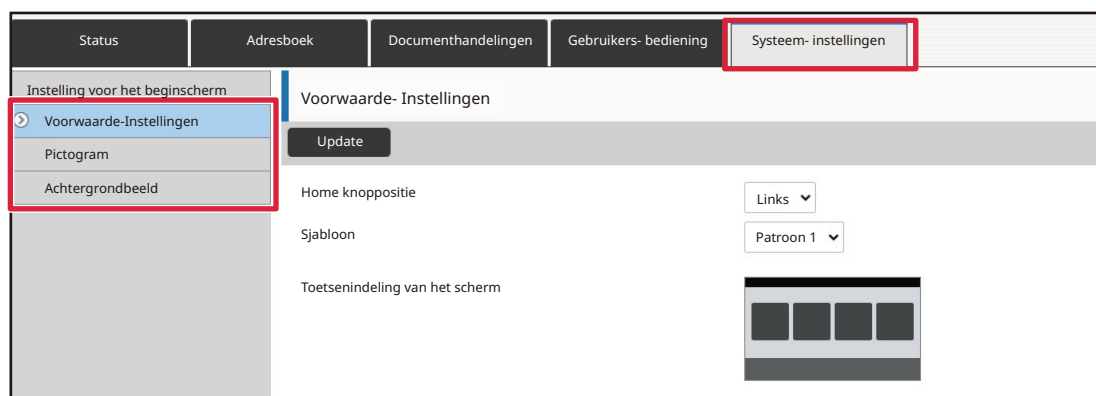 Status
Adresboek
Documenthandelingen
Gebruikers- bediening
Systeem- instellingen
Instelling voor het beginscherm
Voorwaarde-Instellingen
Pictogram
Achtergrondbeeld
Voorwaarde- Instellingen
Update
Home knoppositie
Links
Sjabloon
Patroon 1
Toetsenindeling van het scherm